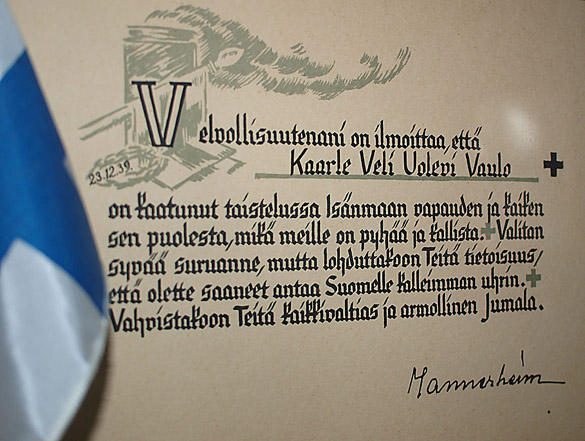 Velvollisuutenani on ilmoittaa, että
Kaarle Veli Uolevi Vaulo
23.12.39.
on kaatunut taistelussa Isänmaan vapauden ja kaiken
sen puolesta, mikä meille on pyhää ja kallista. Valitan
syvää suruanne, mutta lohduttakoon Teitä tietoisuus,
että olette saaneet antaa Suomelle kalleimman uhrin.
Vahvistakoon Teitä kaikkivaltias ja armollinen Jumala.
Mannerheim